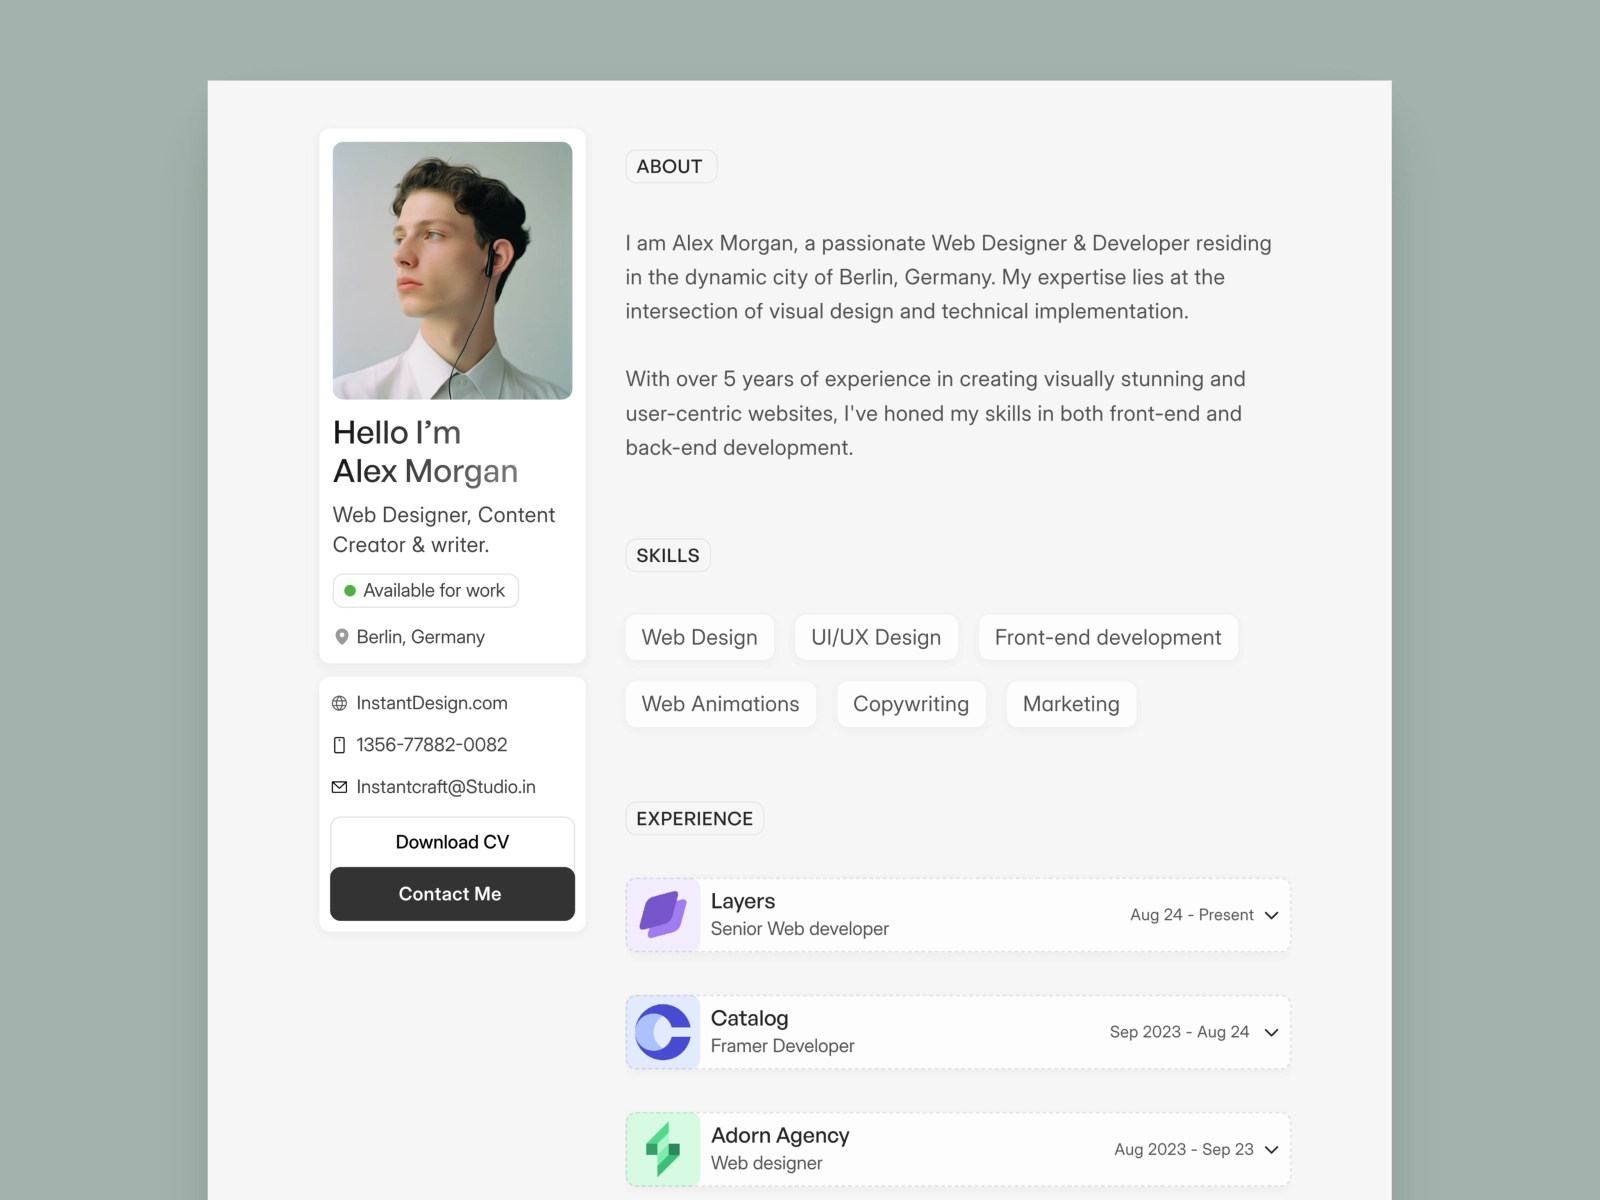 Hello I’m
Alex Morgan
Web Designer, Content
Creator & writer.
Available for work
Berlin, Germany
InstantDesign.com
1356-77882-0082
Instantcraft@Studio.in
Download CV
Contact Me
ABOUT
I am Alex Morgan, a passionate Web Designer & Developer residing
in the dynamic city of Berlin, Germany. My expertise lies at the
intersection of visual design and technical implementation.
With over 5 years of experience in creating visually stunning and
user-centric websites, I've honed my skills in both front-end and
back-end development.
SKILLS
Web Design
UI/UX Design
Front-end development
Web Animations
Copywriting
Marketing
EXPERIENCE
Layers
Senior Web developer
Aug 24 - Present
Catalog
Framer Developer
Sep 2023 - Aug 24
Adorn Agency
Web designer
Aug 2023 - Sep 23